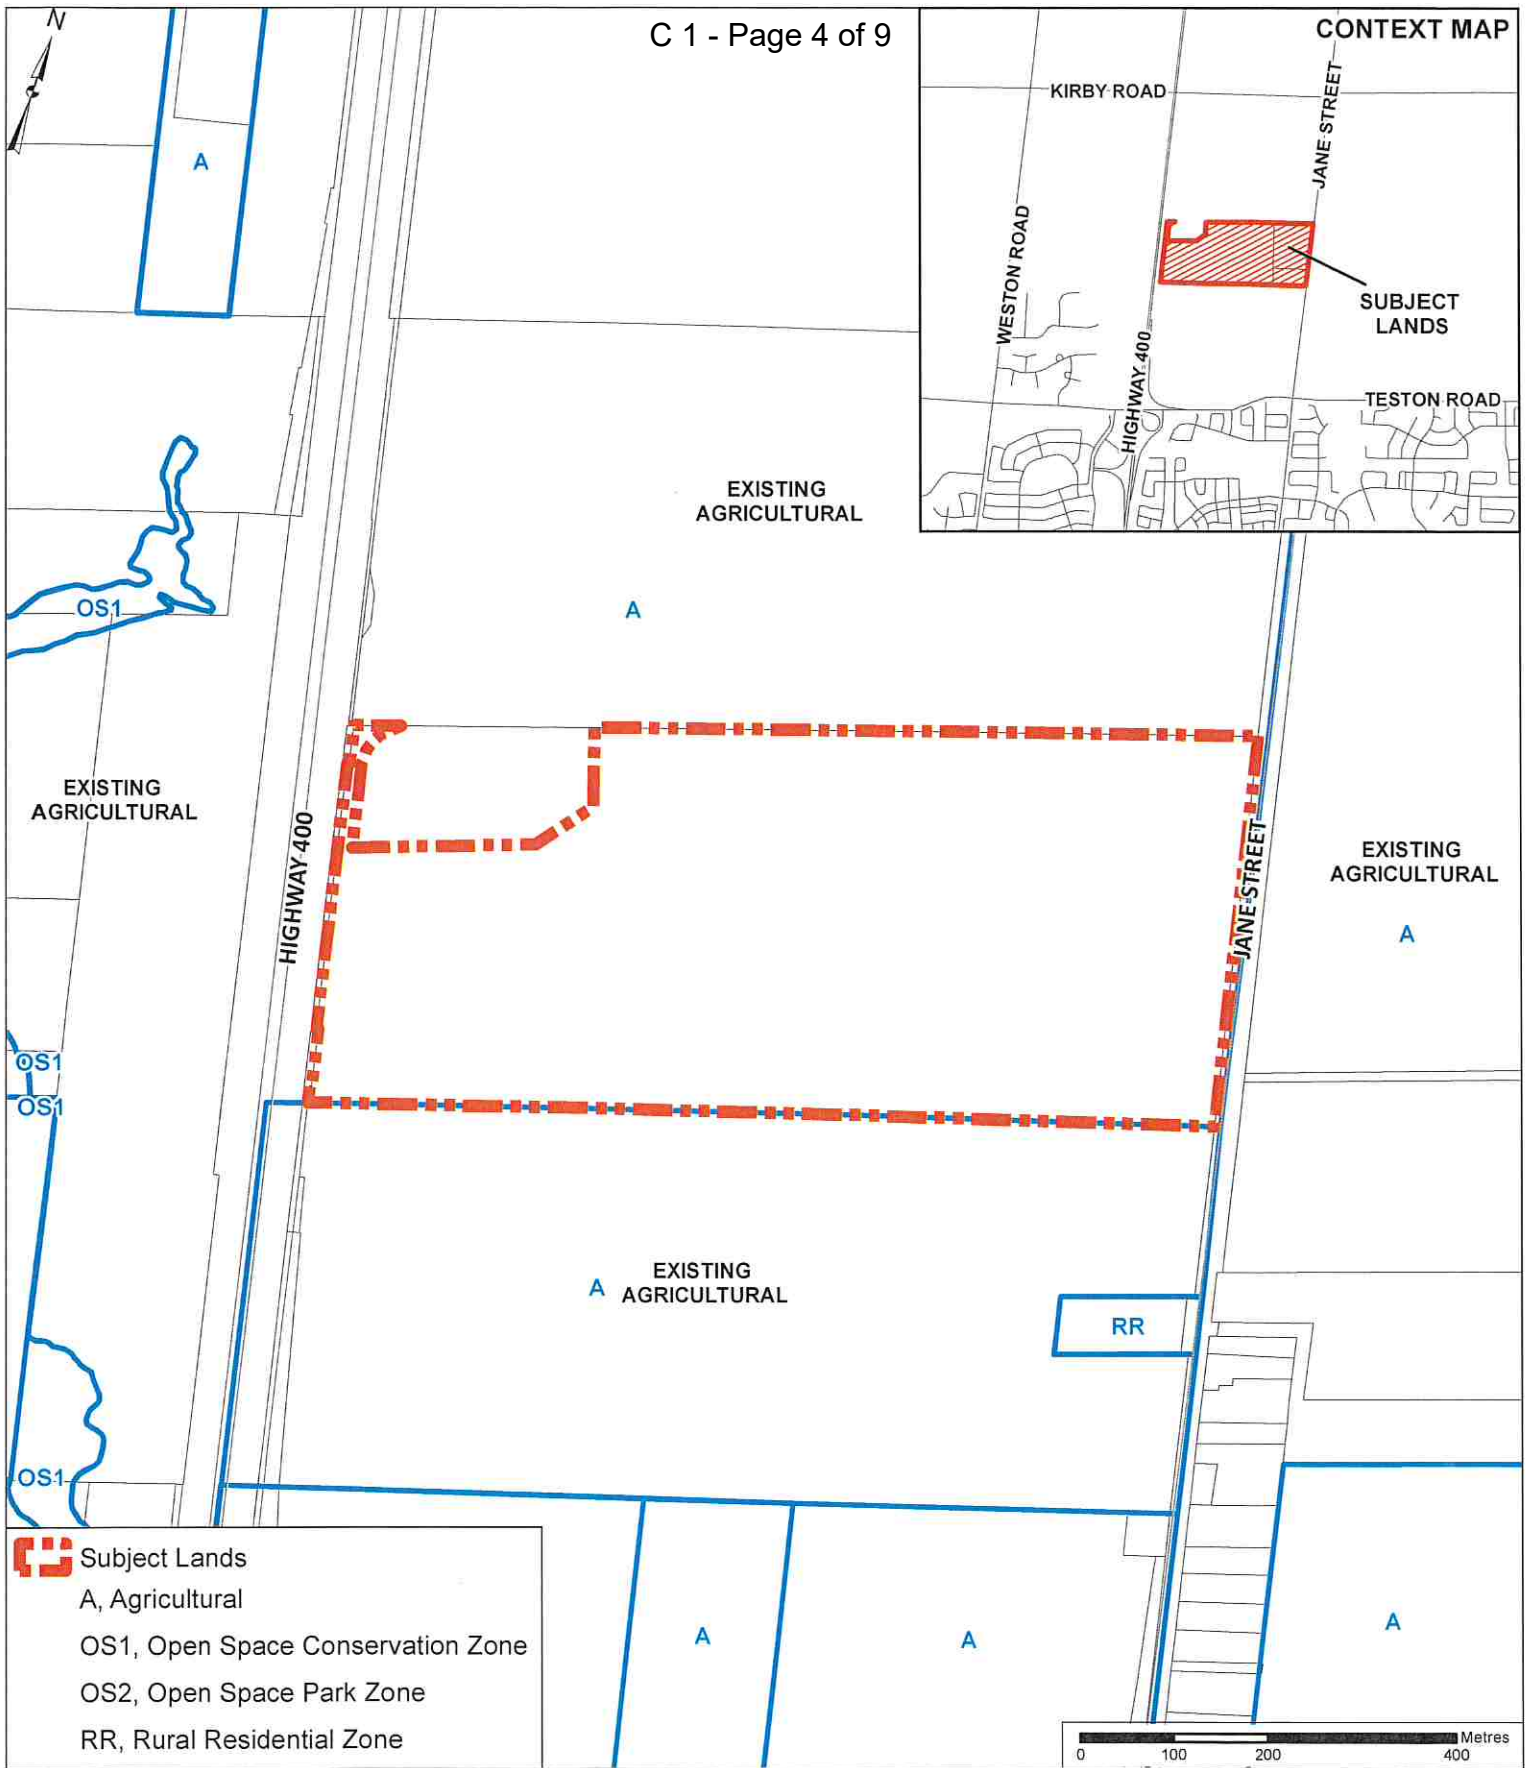 C 1 - Page 4 of 9
N
CONTEXT MAP
KIRBY ROAD
JANE STREET
WESTON ROAD
SUBJECT
LANDS
HIGHWAY 400
TESTON ROAD
A
EXISTING
AGRICULTURAL
A
OS1
EXISTING
AGRICULTURAL
HIGHWAY 400
JANE STREET
EXISTING
AGRICULTURAL
A
OS1
OS1
EXISTING
AGRICULTURAL
A
RR
OS1
Subject Lands
A, Agricultural
OS1, Open Space Conservation Zone
OS2, Open Space Park Zone
RR, Rural Residential Zone
A
A
A
Metres
0 100 200 400